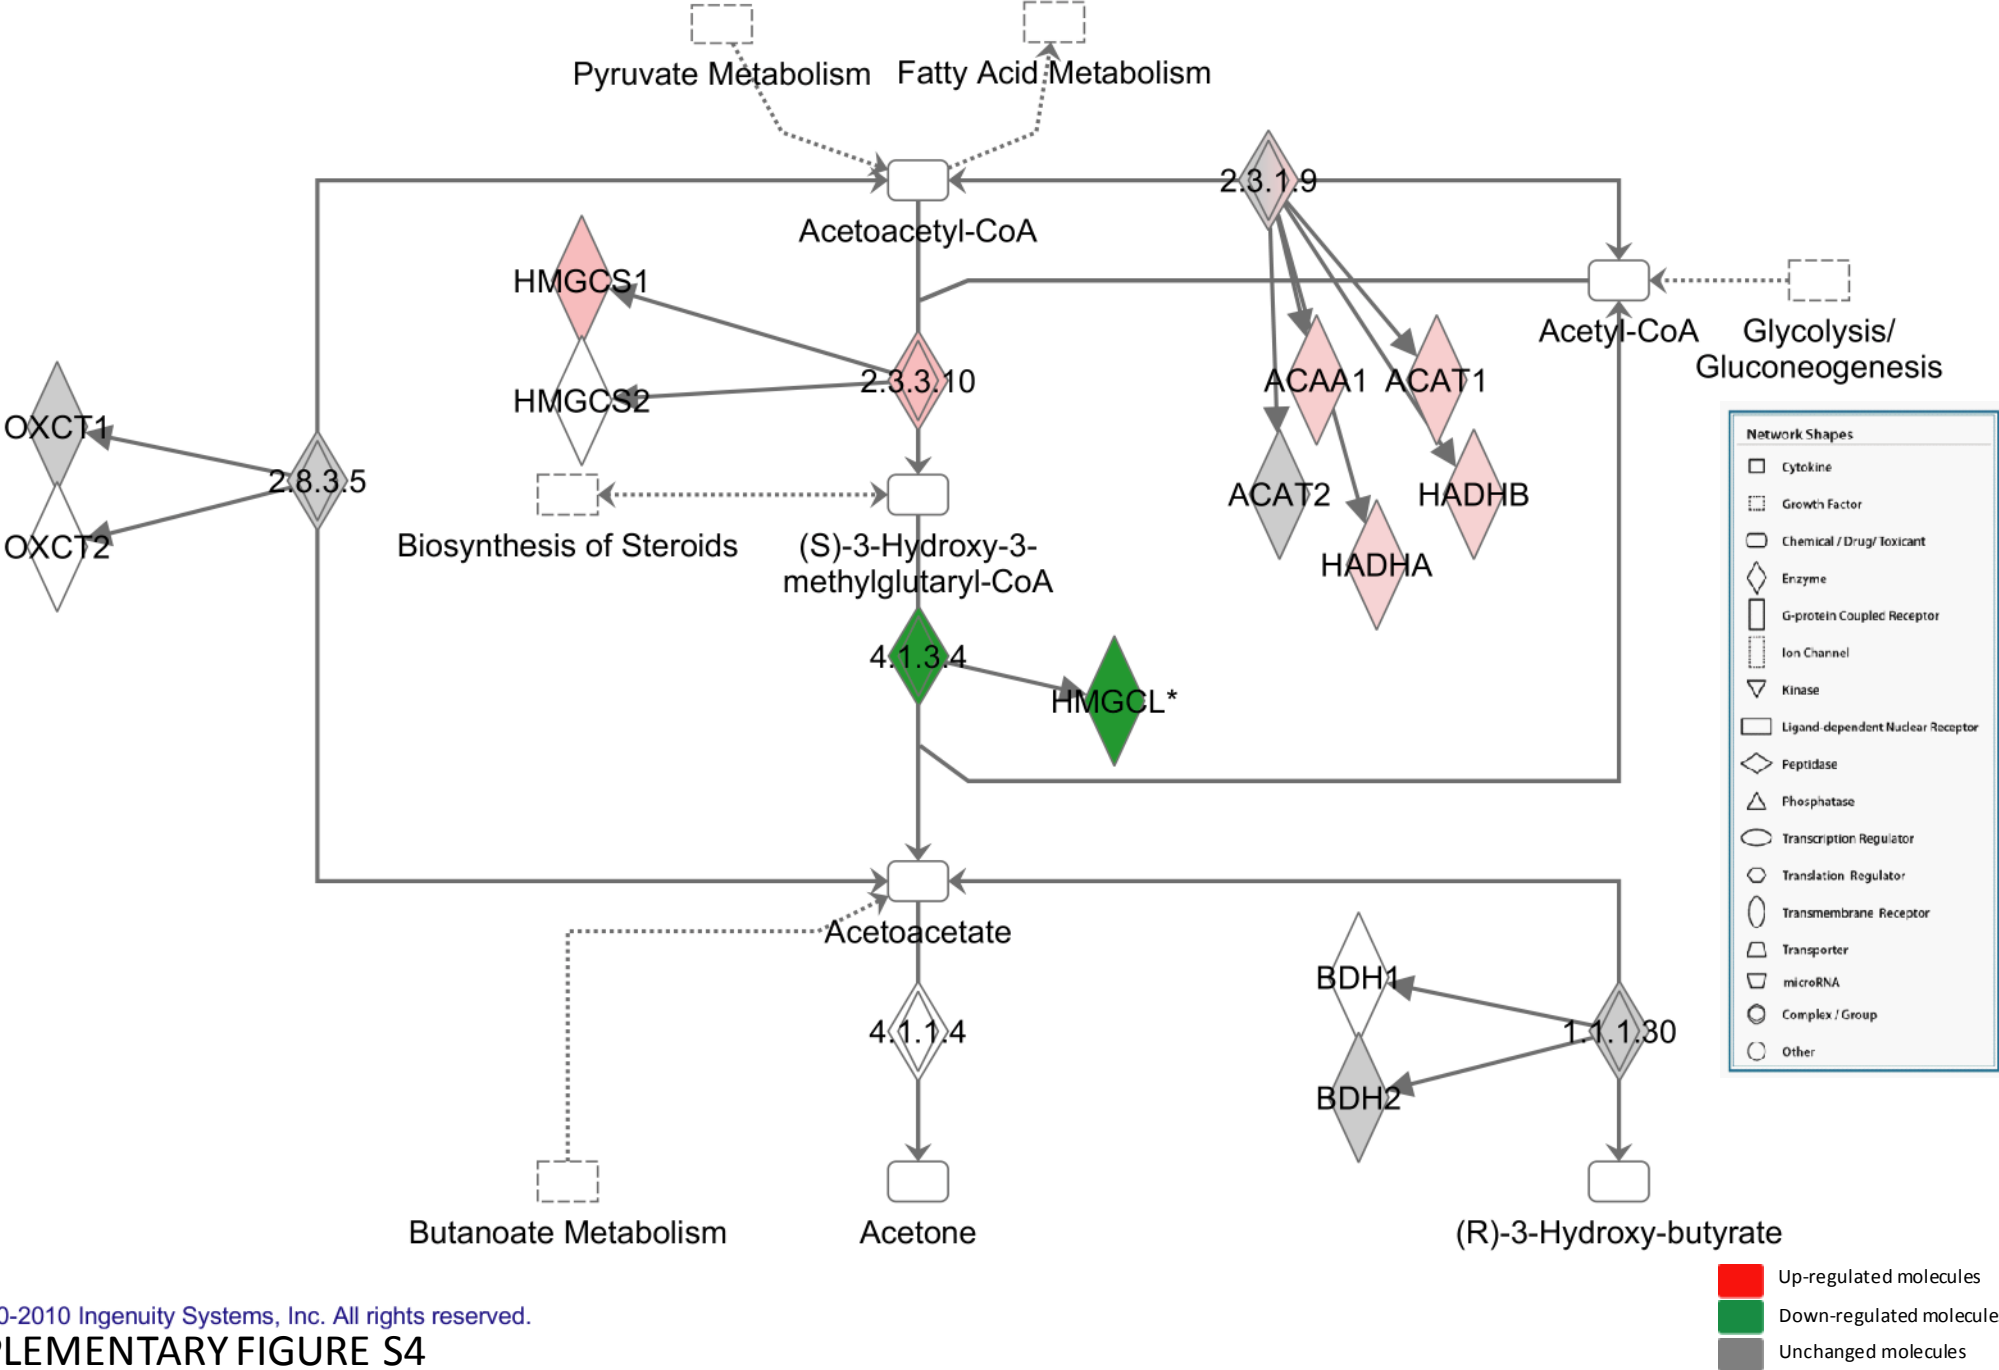 Pyruvate Metabolism
Fatty Acid Metabolism
2.3.1.9
Acetoacetyl-CoA
HMGCS1
Acetyl-CoA
Glycolysis/
Gluconeogenesis
HMGCS2
2.3.3.10
ACAA1
ACAT1
OXCT1
OXCT2
2.8.3.5
ACAT2
HADHB
HADHA
Biosynthesis of Steroids
(S)-3-Hydroxy-3-
methylglutaryl-CoA
4.1.3.4
HMGCL*
Acetoacetate
BDH1
BDH2
4.1.1.4
1.1.1.30
Butanoate Metabolism
Acetone
(R)-3-Hydroxy-butyrate
Network Shapes
Cytokine
Growth Factor
Chemical / Drug/ Toxicant
Enzyme
G-protein Coupled Receptor
Ion Channel
Kinase
Ligand-dependent Nuclear Receptor
Peptidase
Phosphatase
Transcription Regulator
Translation Regulator
Transmembrane Receptor
Transporter
microRNA
Complex / Group
Other
Up-regulated molecules
Down-regulated molecule
Unchanged molecules
0-2010 Ingenuity Systems, Inc. All rights reserved.
PLEMENTARY FIGURE S4